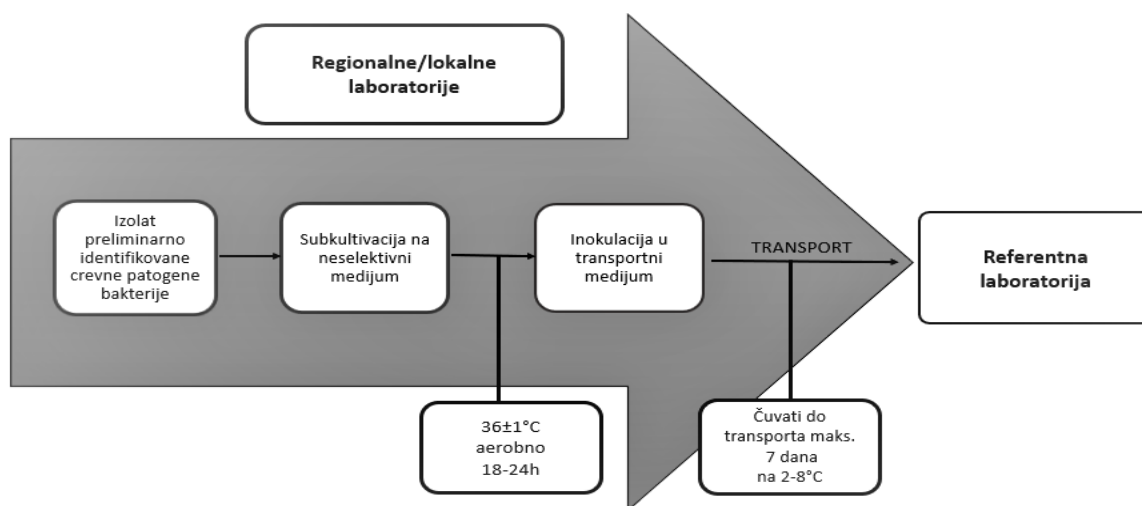 Regionalne/lokalne
laboratorije
Izolat
preliminarno
identifikovane
crevne patogene
bakterije
Subkultivacija na
neselektivni
medijum
Inokulacija u
transportni
medijum
TRANSPORT
Referentna
laboratorija
36±1°C
aerobno
18-24h
Čuvati do
transporta maks.
7 dana
na 2-8°C